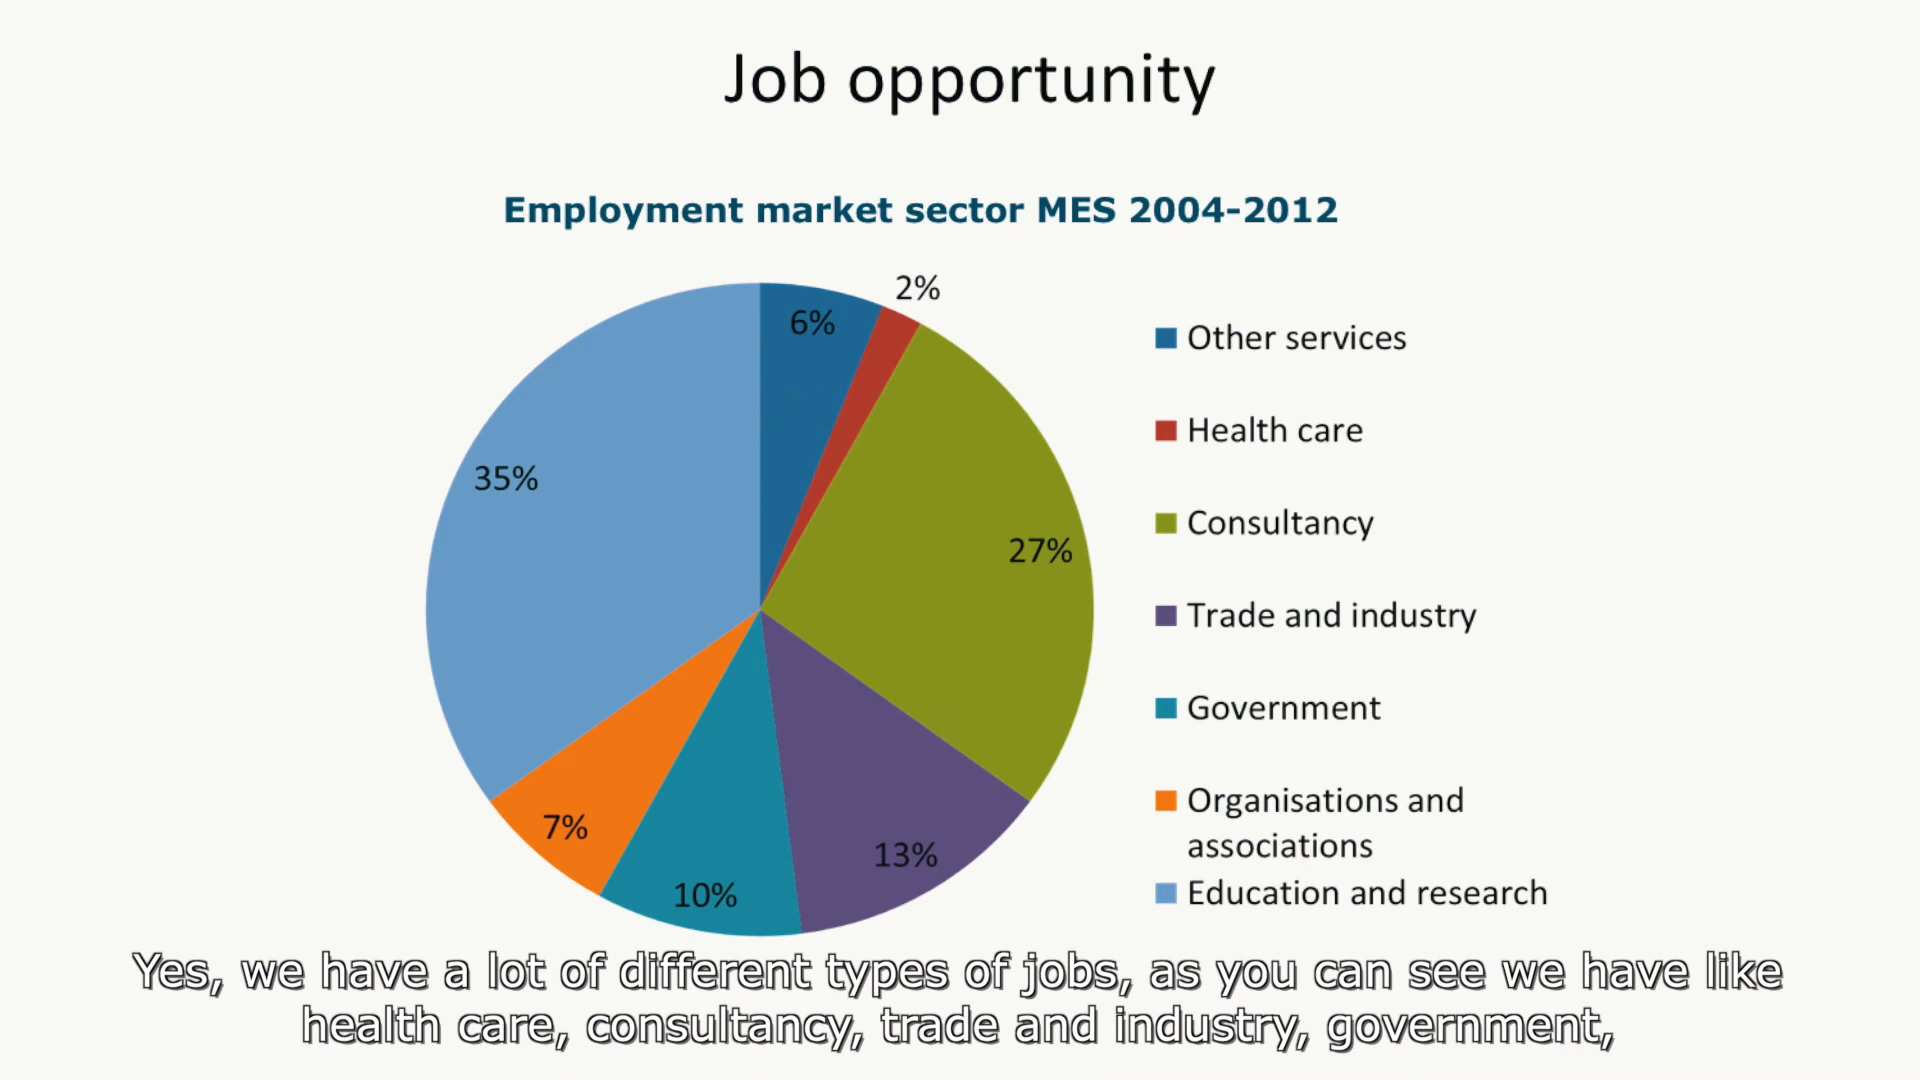 Job opportunity
Employment market sector MES 2004-2012
2%
6%
35%
27%
7%
13%
10%
Other services
Health care
Consultancy
Trade and industry
Government
Organisations and
associations
Education and research
Yes, we have a lot of different types of jobs, as you can see we have like
health care, consultancy, trade and industry, government,